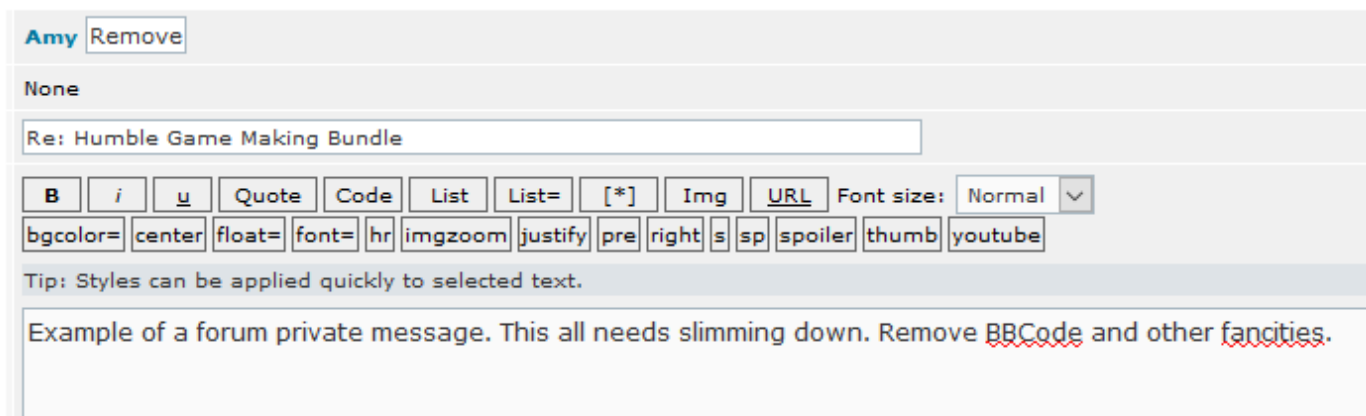 Amy Remove
None
Re: Humble Game Making Bundle
B i u Quote Code List List= [*] Img URL Font size: Normal
bgcolor= center float= font= hr imgzoom justify pre right s sp spoiler thumb youtube
Tip: Styles can be applied quickly to selected text.
Example of a forum private message. This all needs slimming down. Remove BBCode and other fancities.